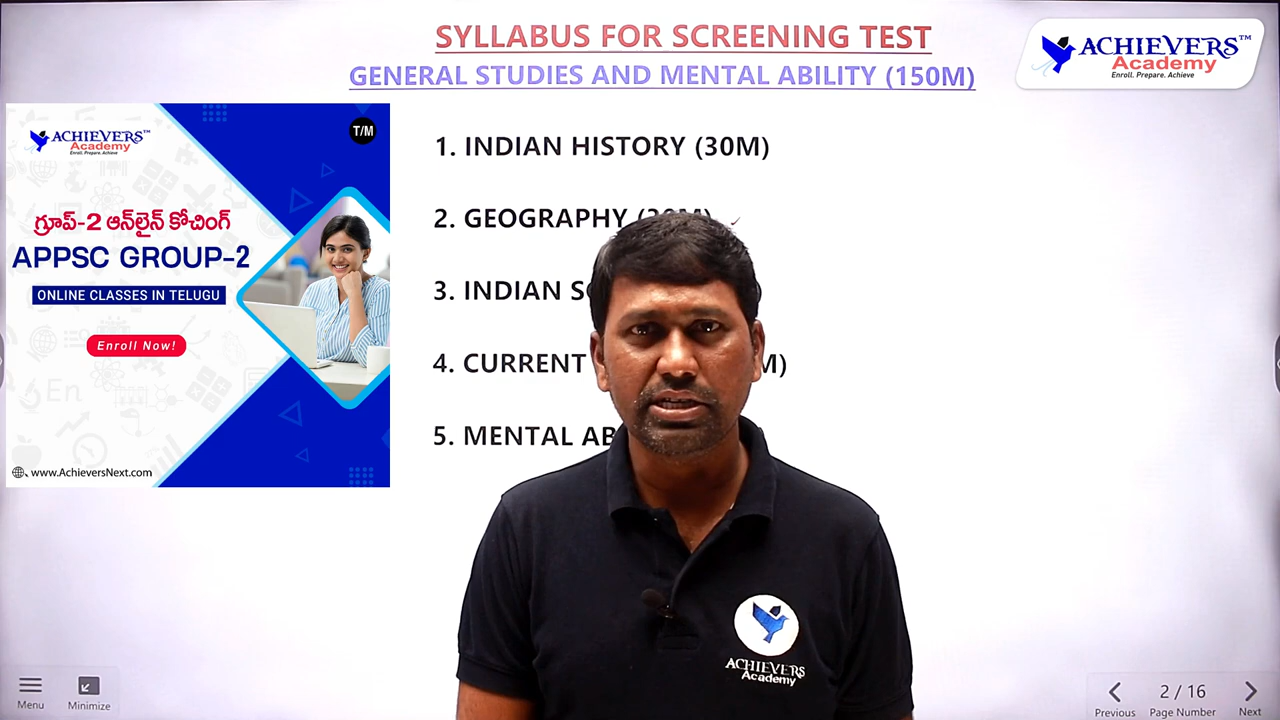 SYLLABUS FOR SCREENING TEST
GENERAL STUDIES AND MENTAL ABILITY (150M)
ACHIEVERS™
Academy
Enroll. Prepare. Achieve
ACHIEVERS™
Academy
Enroll. Prepare. Achieve
T/M
గ్రూప్-2 ఆన్‌లైన్ కోచింగ్
APPSC GROUP-2
ONLINE CLASSES IN TELUGU
Enroll Now!
En
www.AchieversNext.com
1. INDIAN HISTORY (30M)
2. GEOGRAPHY (30M)
3. INDIAN
4. CURRENT
5. MENTAL
ACHIEVERS
Academy
Menu
Minimize
Previous
2 / 16
Page Number
Next